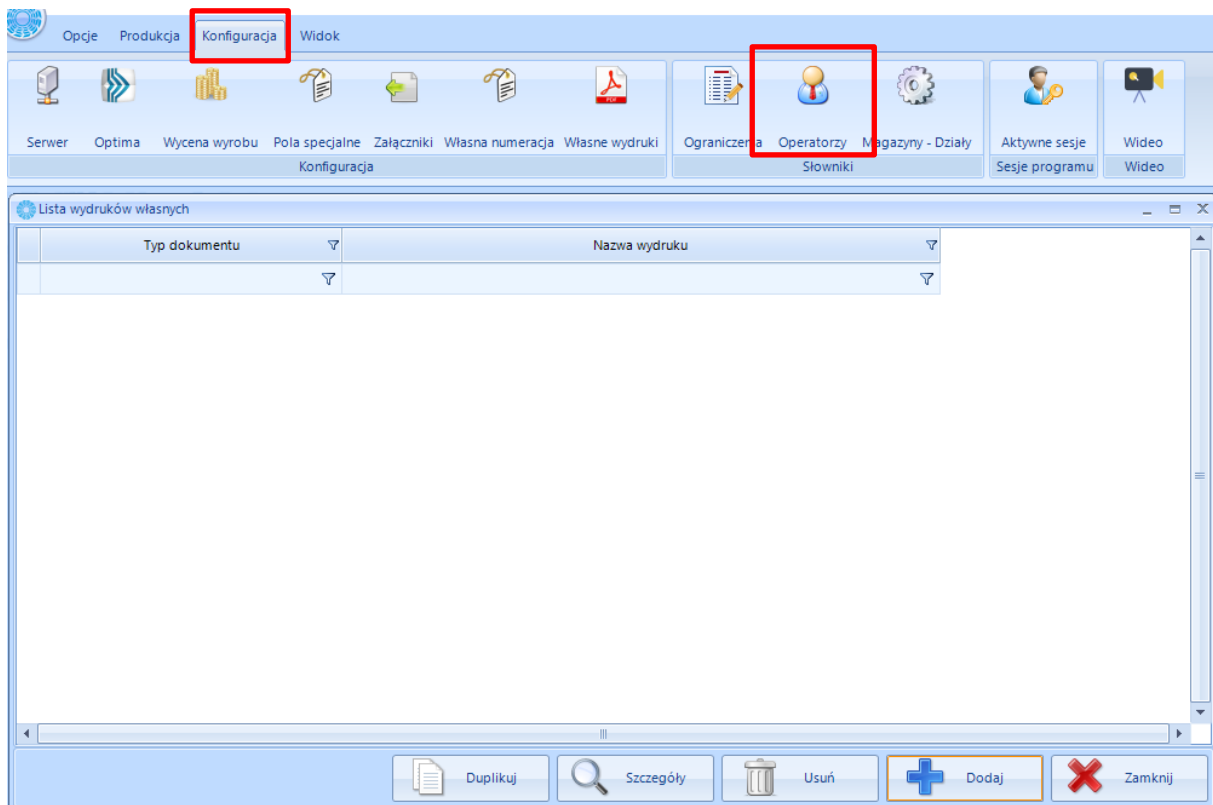 Opcje Produkcja Konfiguracja Widok
Serwer Optima Wycena wyrobu Pola specjalne Załączniki Własna numeracja Własne wydruki Ograniczenia Operatorzy Magazyny - Działy Aktywne sesje Wideo
Konfiguracja Słowniki Sesje programu Wideo
Lista wydruków własnych
Typ dokumentu Nazwa wydruku
Duplikuj Szczegóły Usuń Dodaj Zamknij